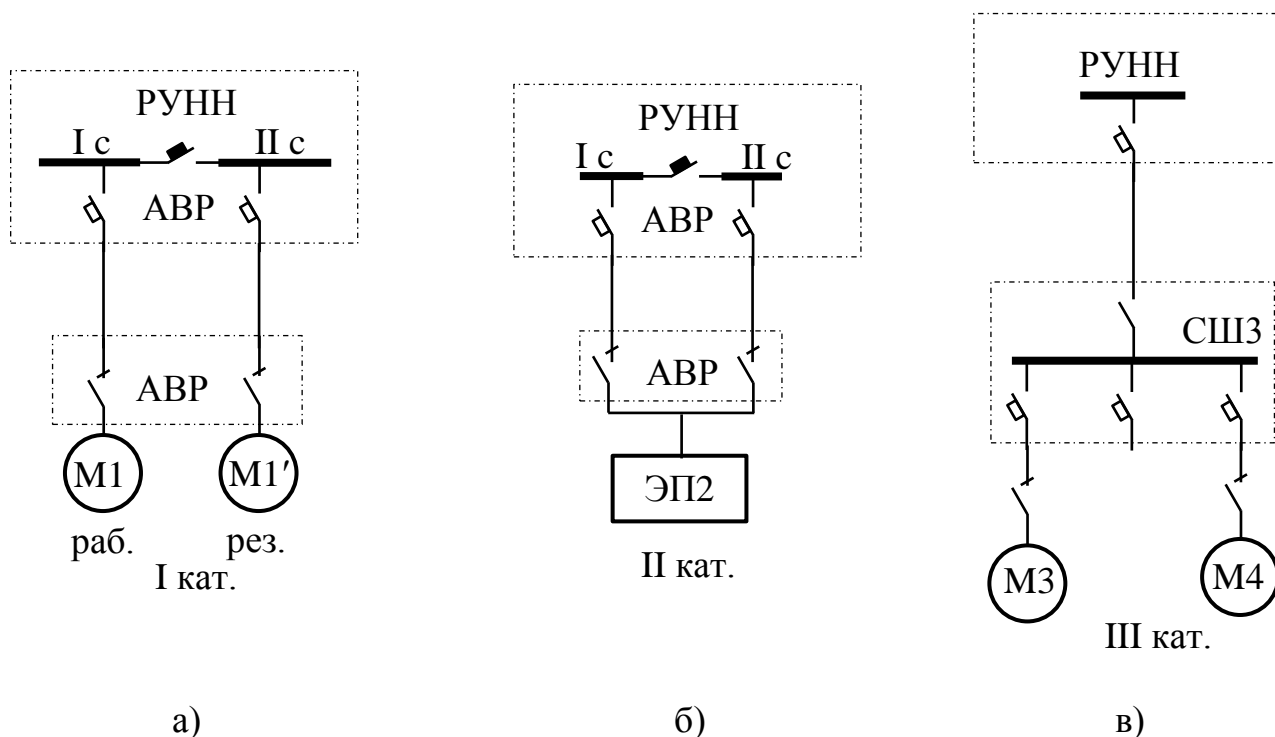 РУНН
I с
II с
АВР
АВР
М1
М1′
раб.
рез.
I кат.
а)
РУНН
I с
II с
АВР
АВР
ЭП2
II кат.
б)
РУНН
СШ3
М3
М4
III кат.
в)